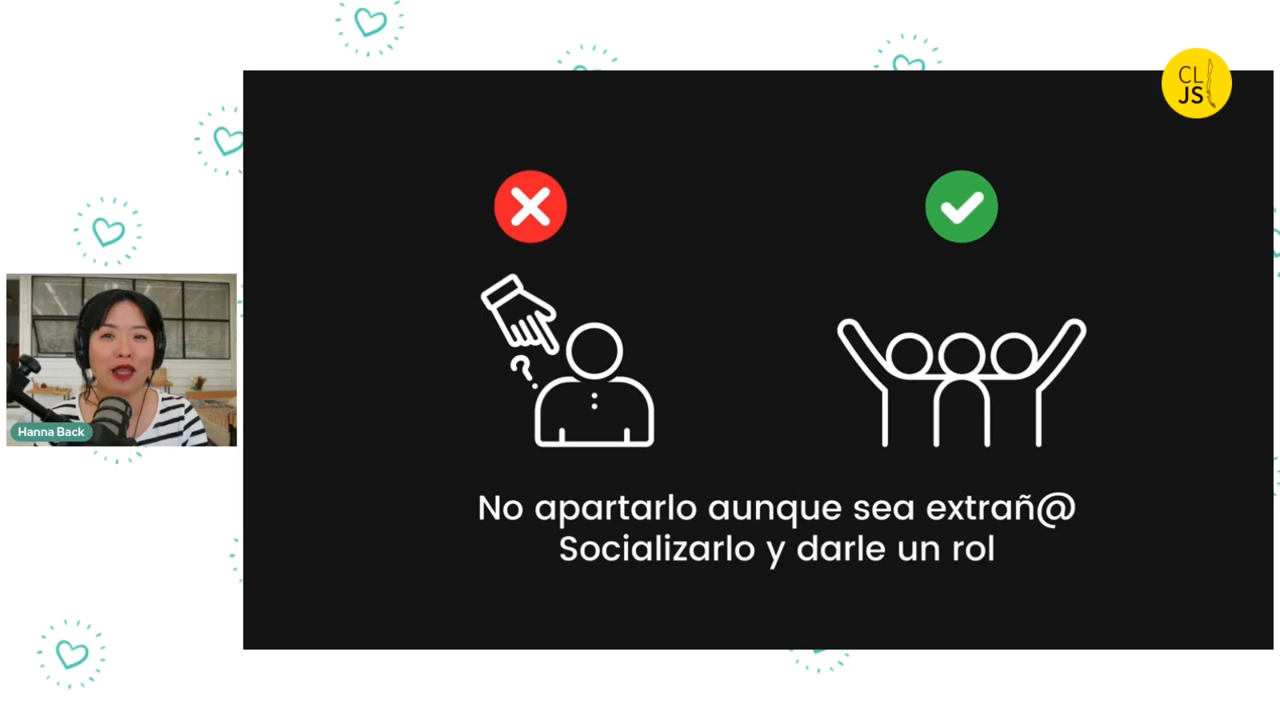 CL
JS
?
Hanna Back
No apartarlo aunque sea extrañ@
Socializarlo y darle un rol